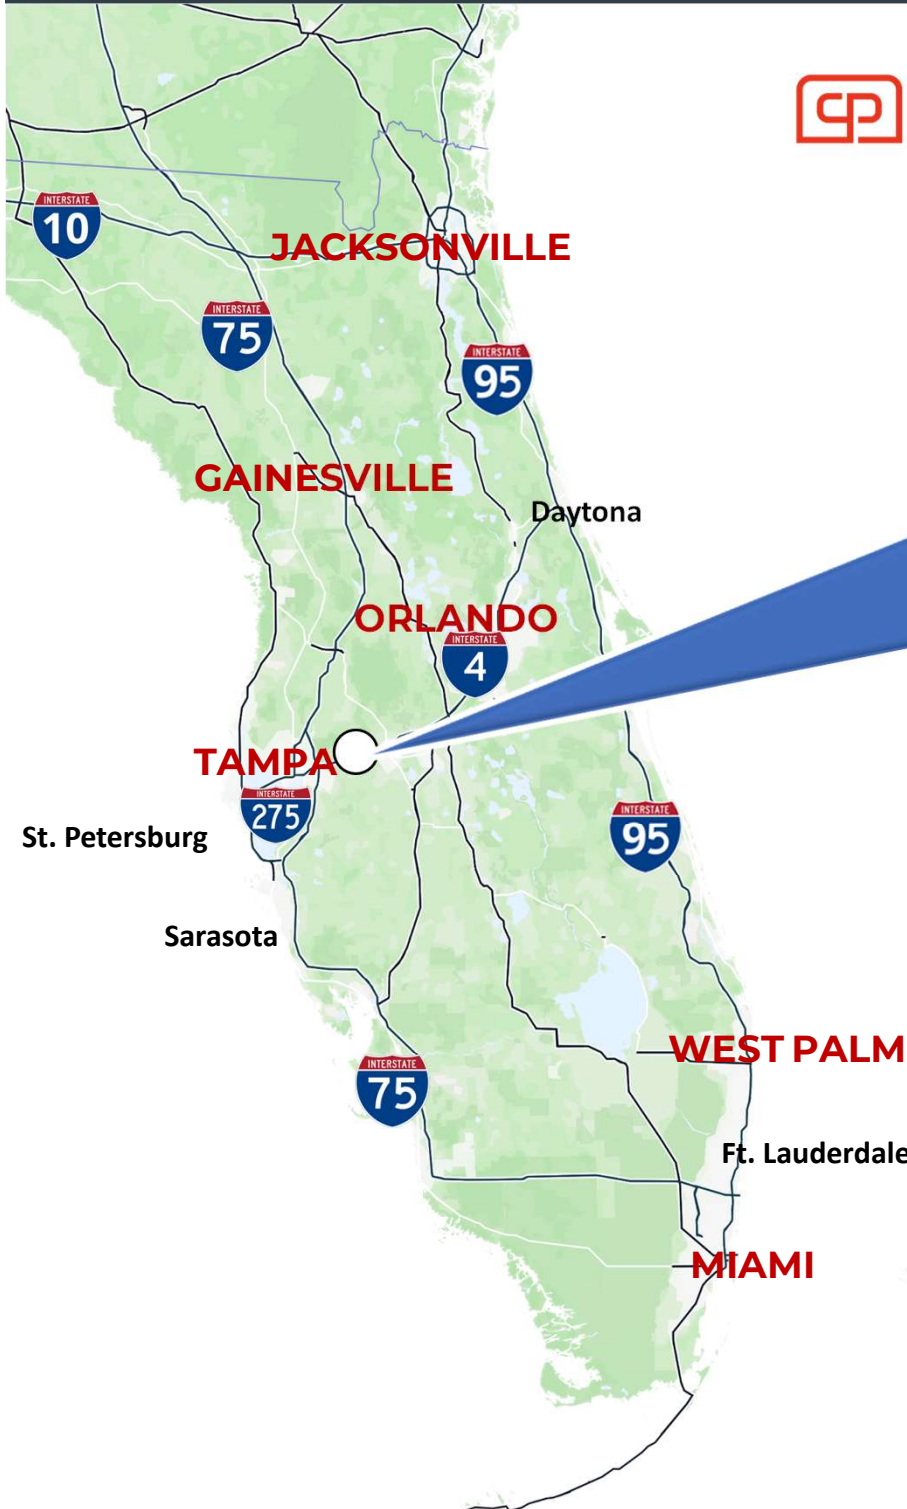 CP
INTERSTATE
10
JACKSONVILLE
INTERSTATE
75
INTERSTATE
95
GAINESVILLE
Daytona
ORLANDO
INTERSTATE
4
TAMPA
INTERSTATE
275
St. Petersburg
INTERSTATE
95
Sarasota
WEST PALM
INTERSTATE
75
Ft. Lauderdale
MIAMI